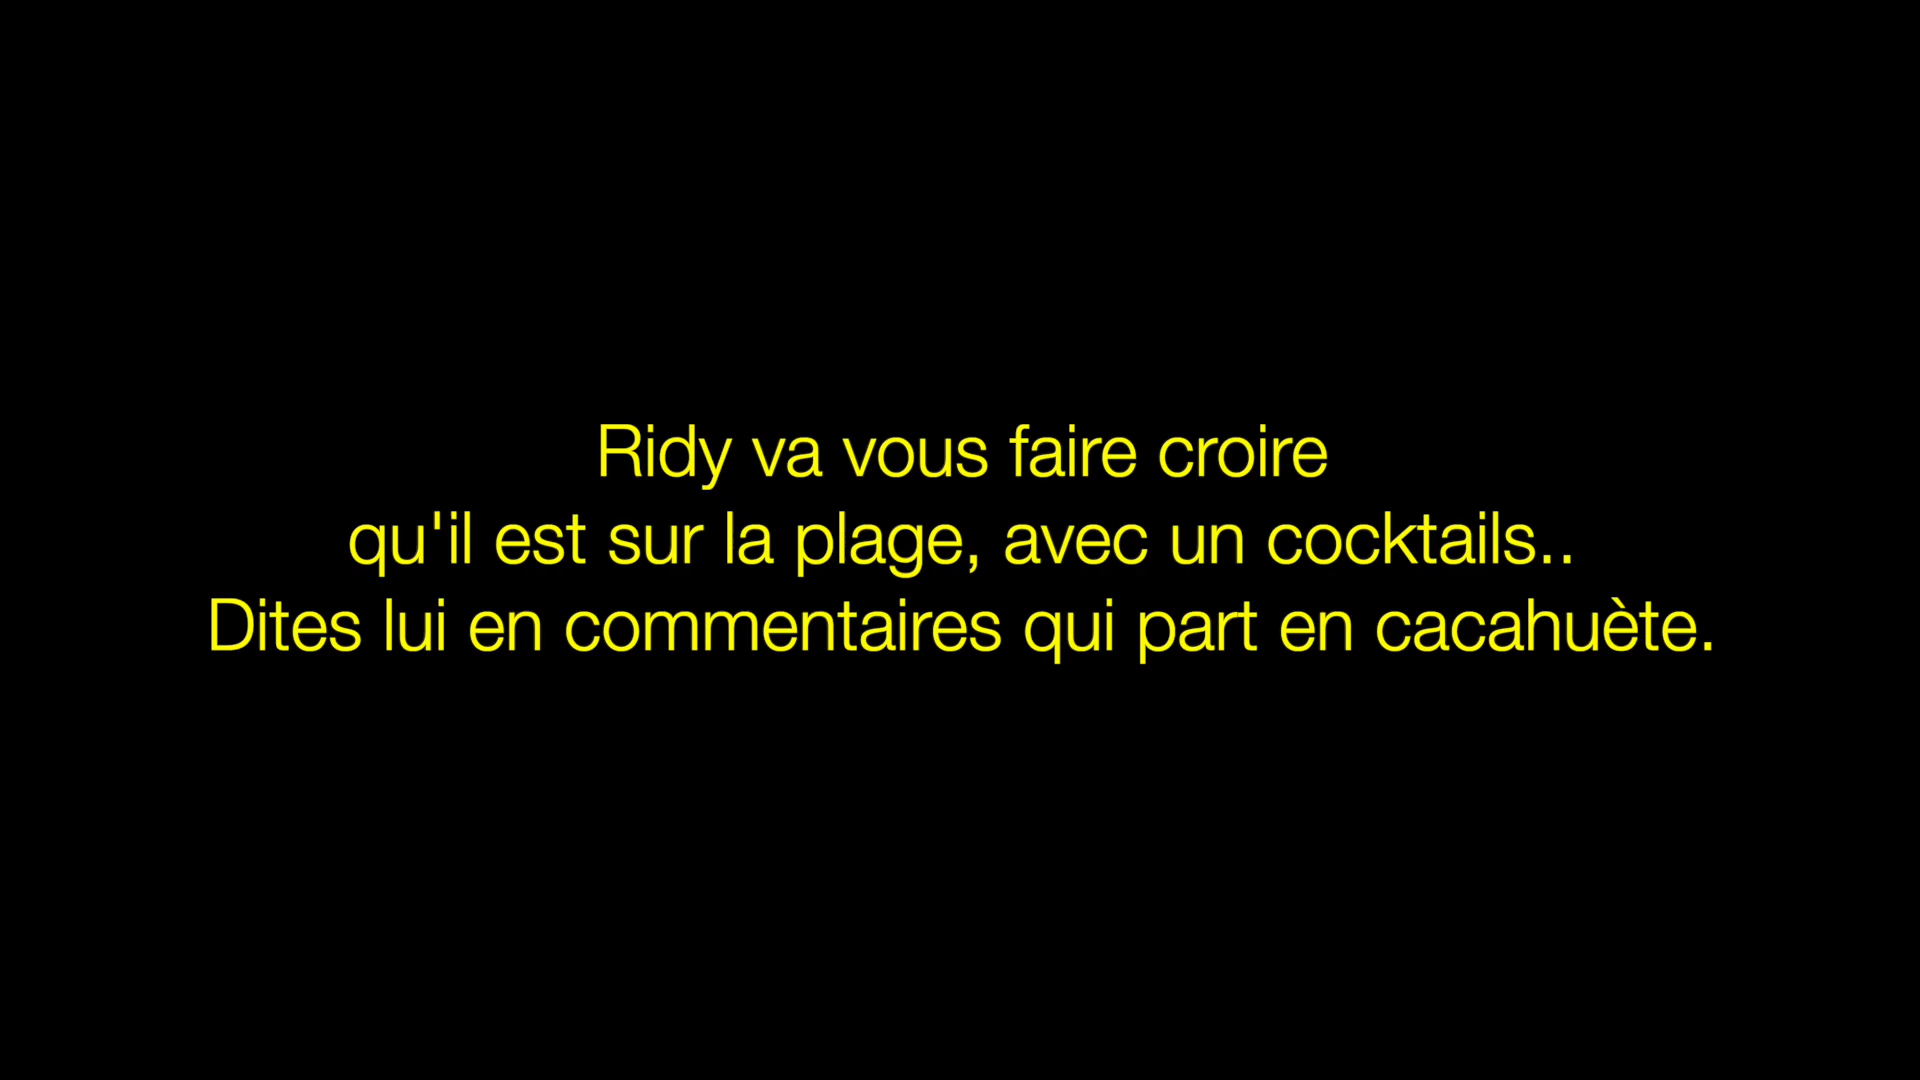 Ridy va vous faire croire
qu'il est sur la plage, avec un cocktails..
Dites lui en commentaires qui part en cacahuète.